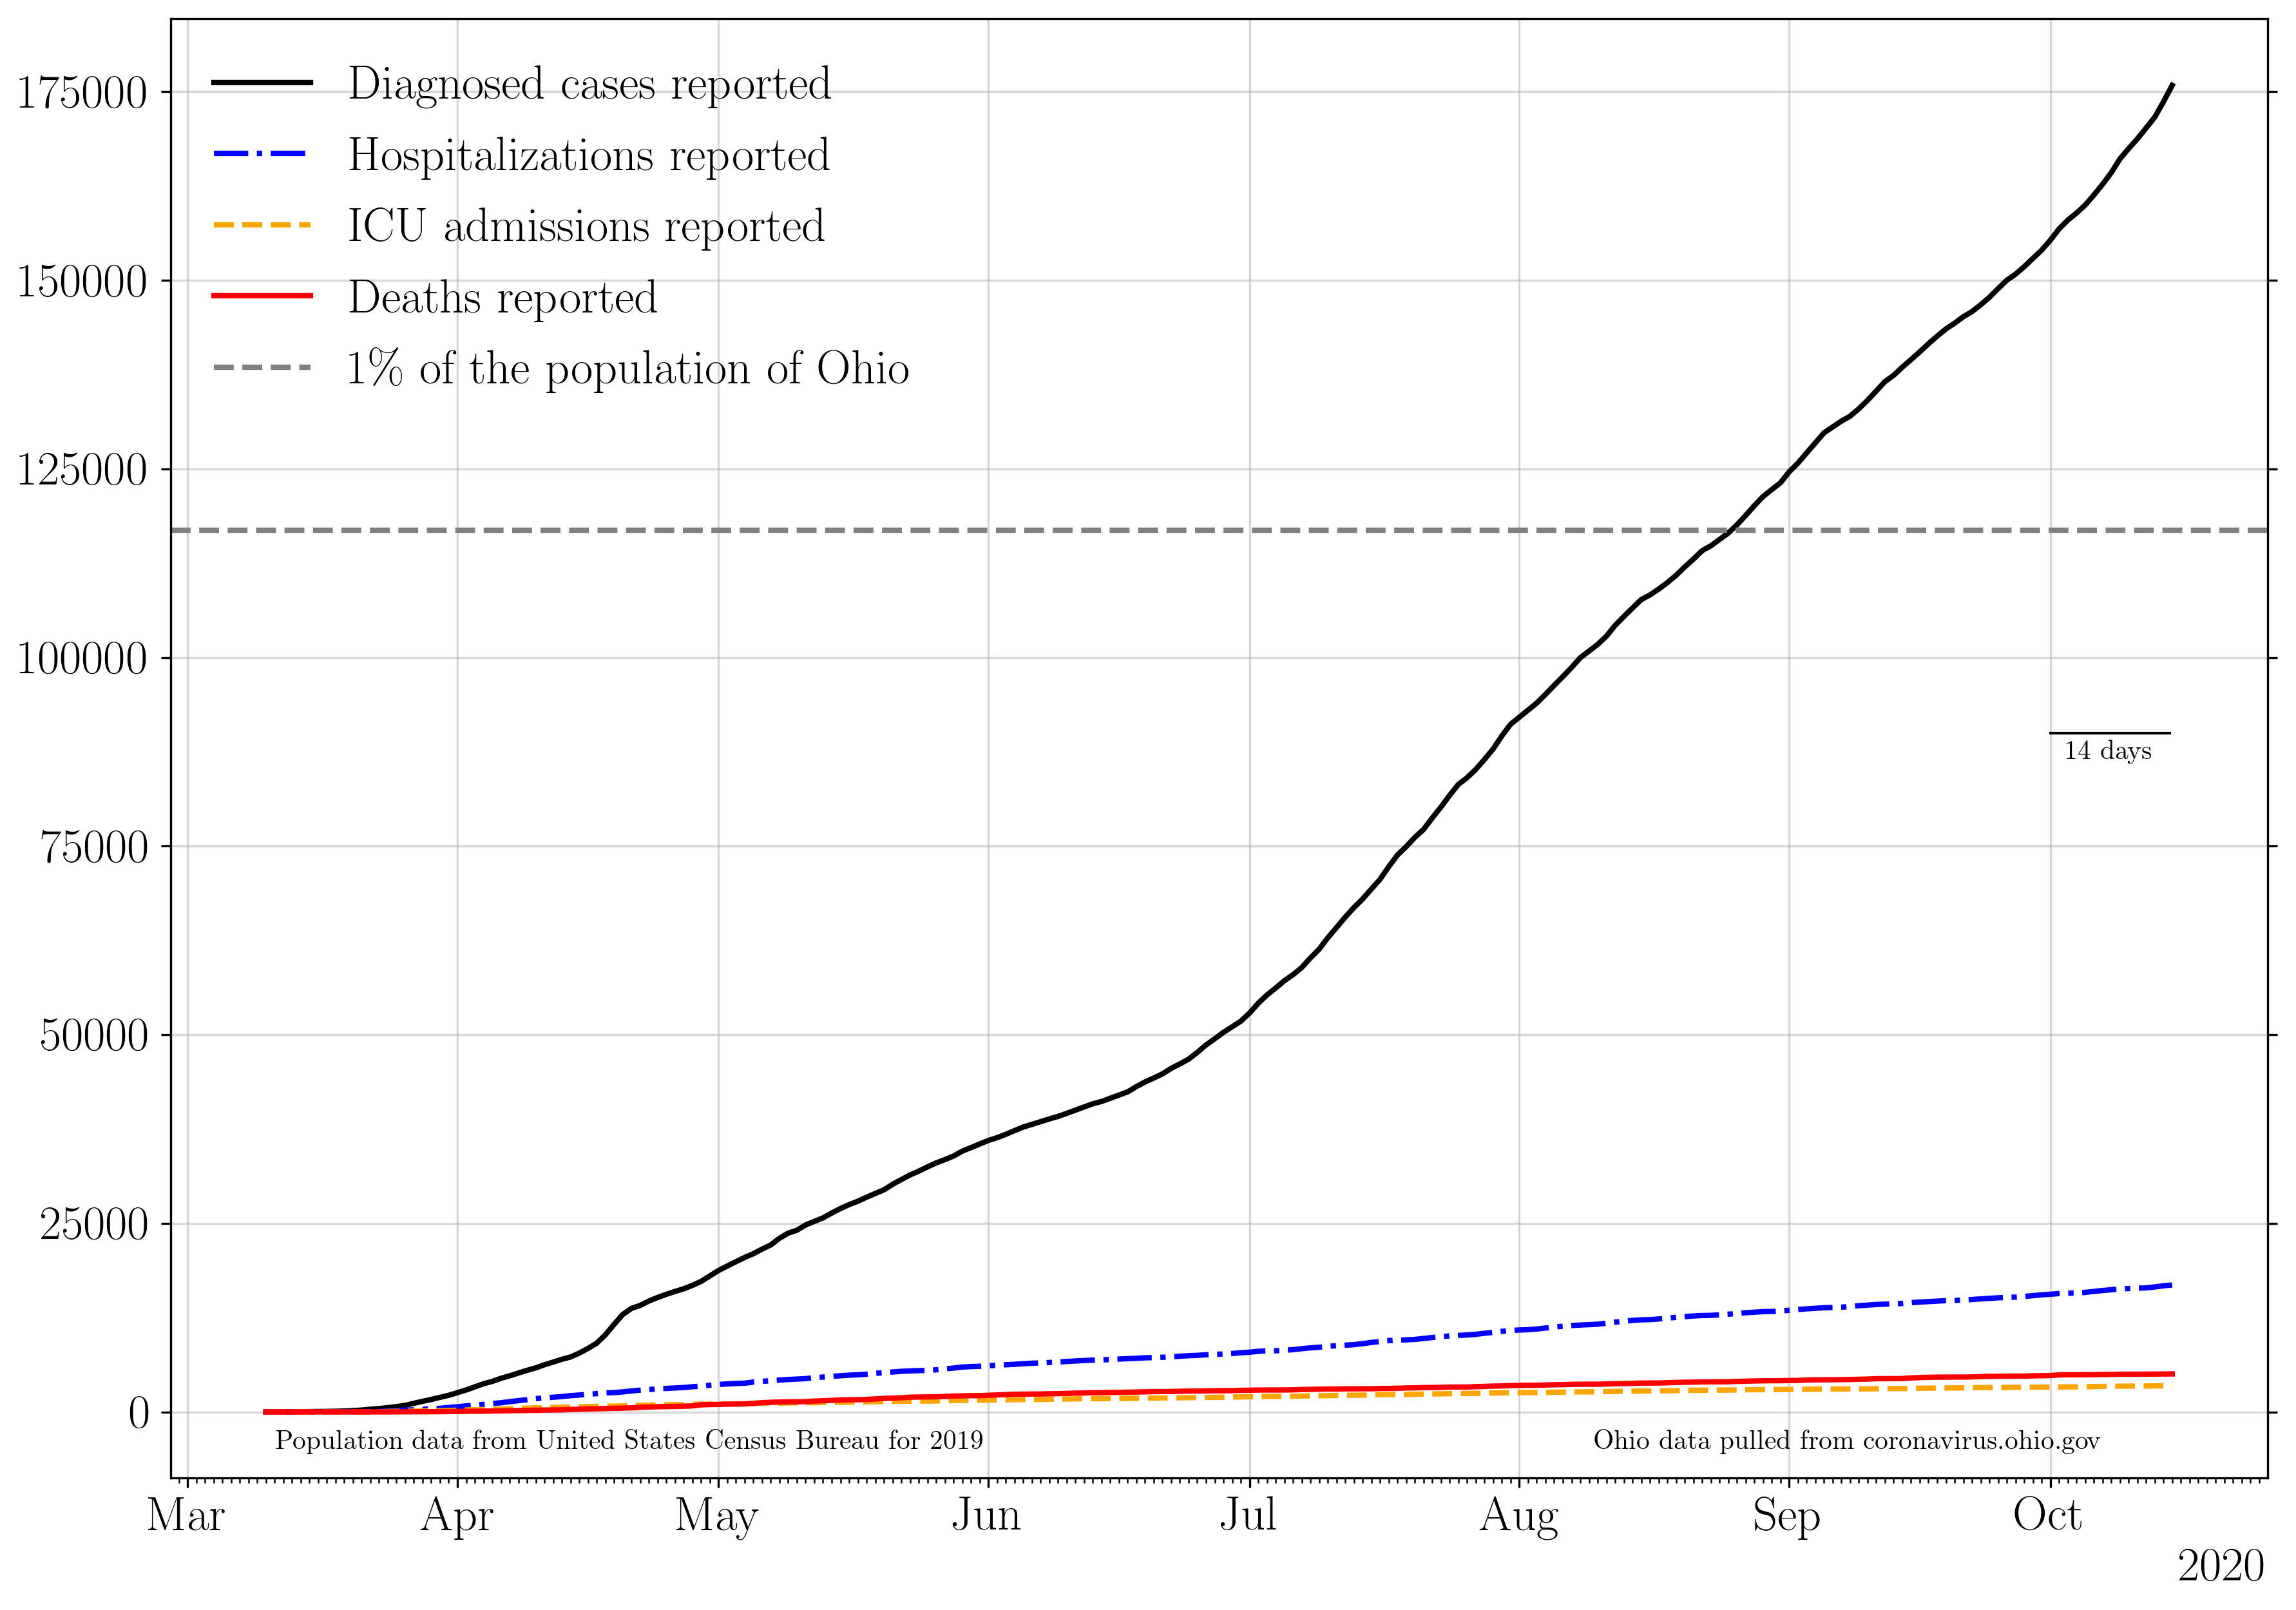 175000
150000
125000
100000
75000
50000
25000
0
Diagnosed cases reported
Hospitalizations reported
ICU admissions reported
Deaths reported
1% of the population of Ohio
14 days
Population data from United States Census Bureau for 2019
Ohio data pulled from coronavirus.ohio.gov
Mar Apr May Jun Jul Aug Sep Oct
2020